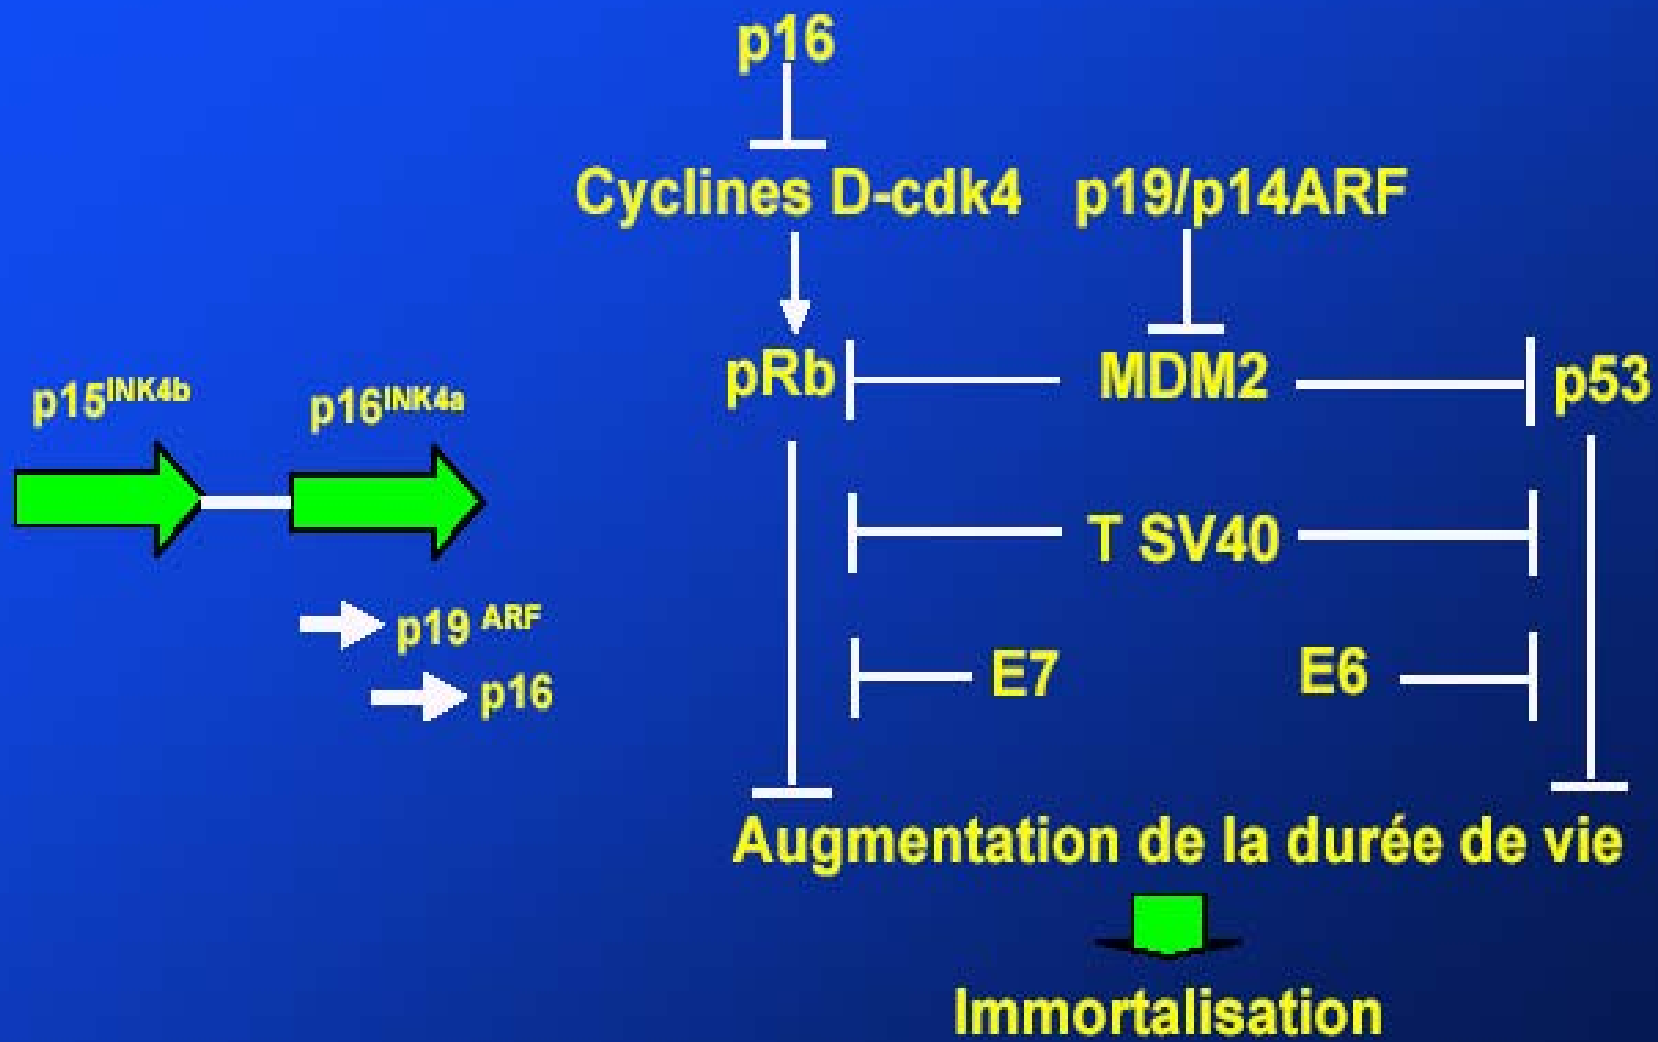 p16
Cyclines D-cdk4 p19/p14ARF
pRb MDM2 p53
p15INK4b p16INK4a
T SV40
p19 ARF
E7 E6
p16
Augmentation de la durée de vie
Immortalisation